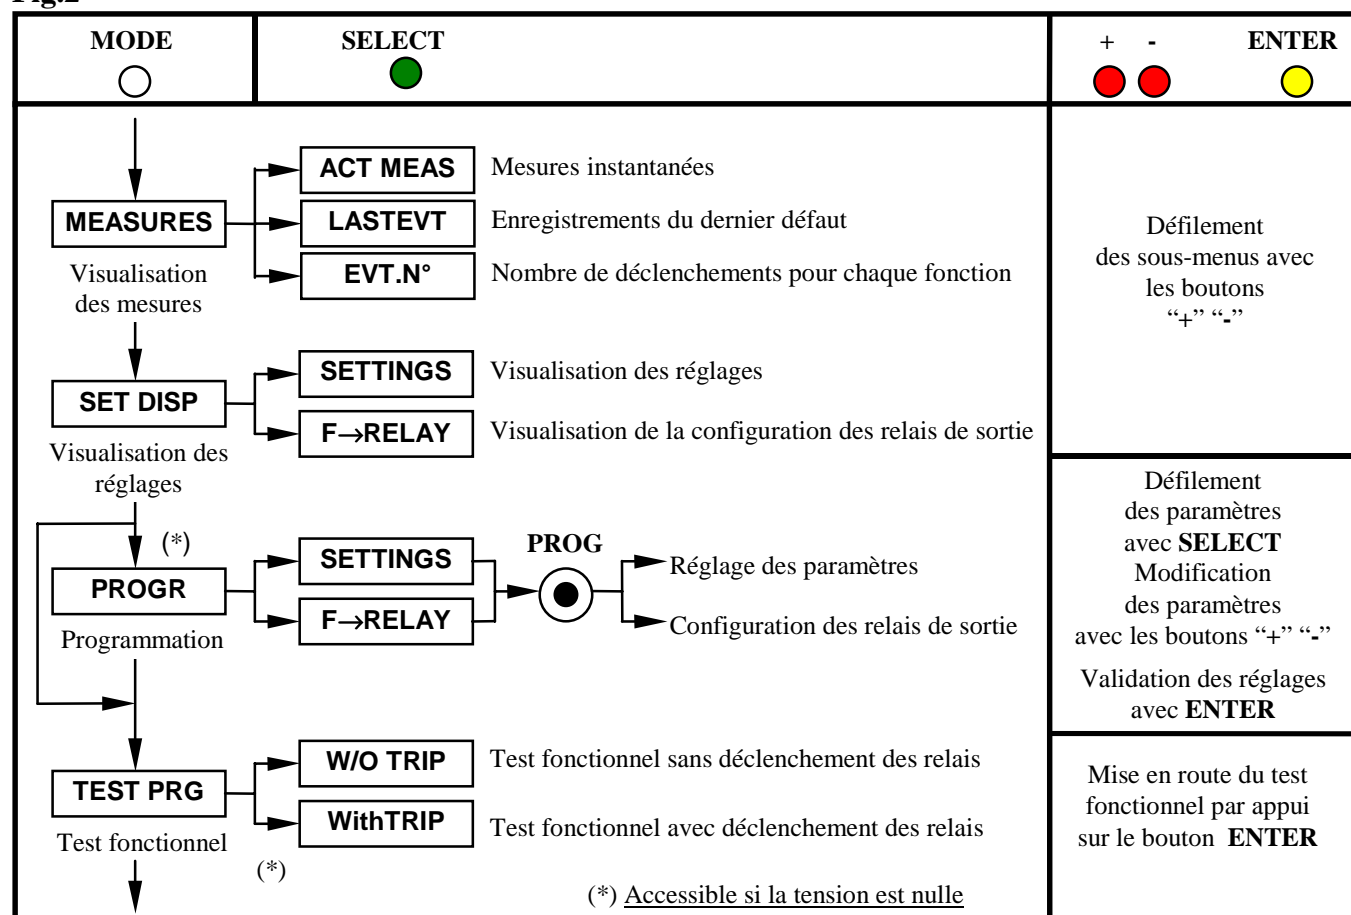 Fig.2
MODE
SELECT
+ - ENTER
MEASURES
Visualisation
des mesures
ACT MEAS Mesures instantanées
LASTEVT Enregistrements du dernier défaut
EVT.N° Nombre de déclenchements pour chaque fonction
Défilement
des sous-menus avec
les boutons
“+” “-”
SET DISP
Visualisation des
réglages
SETTINGS Visualisation des réglages
F→RELAY Visualisation de la configuration des relais de sortie
(*)
PROGR
Programmation
SETTINGS
F→RELAY
PROG
Réglage des paramètres
Configuration des relais de sortie
Défilement
des paramètres
avec SELECT
Modification
des paramètres
avec les boutons “+” “-”
Validation des réglages
avec ENTER
TEST PRG
Test fonctionnel
W/O TRIP Test fonctionnel sans déclenchement des relais
WithTRIP Test fonctionnel avec déclenchement des relais
(*)
Mise en route du test
fonctionnel par appui
sur le bouton ENTER
(*) Accessible si la tension est nulle